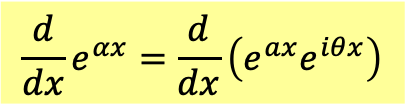 d/dx e^{αx} = d/dx (e^{ax} e^{iθx})